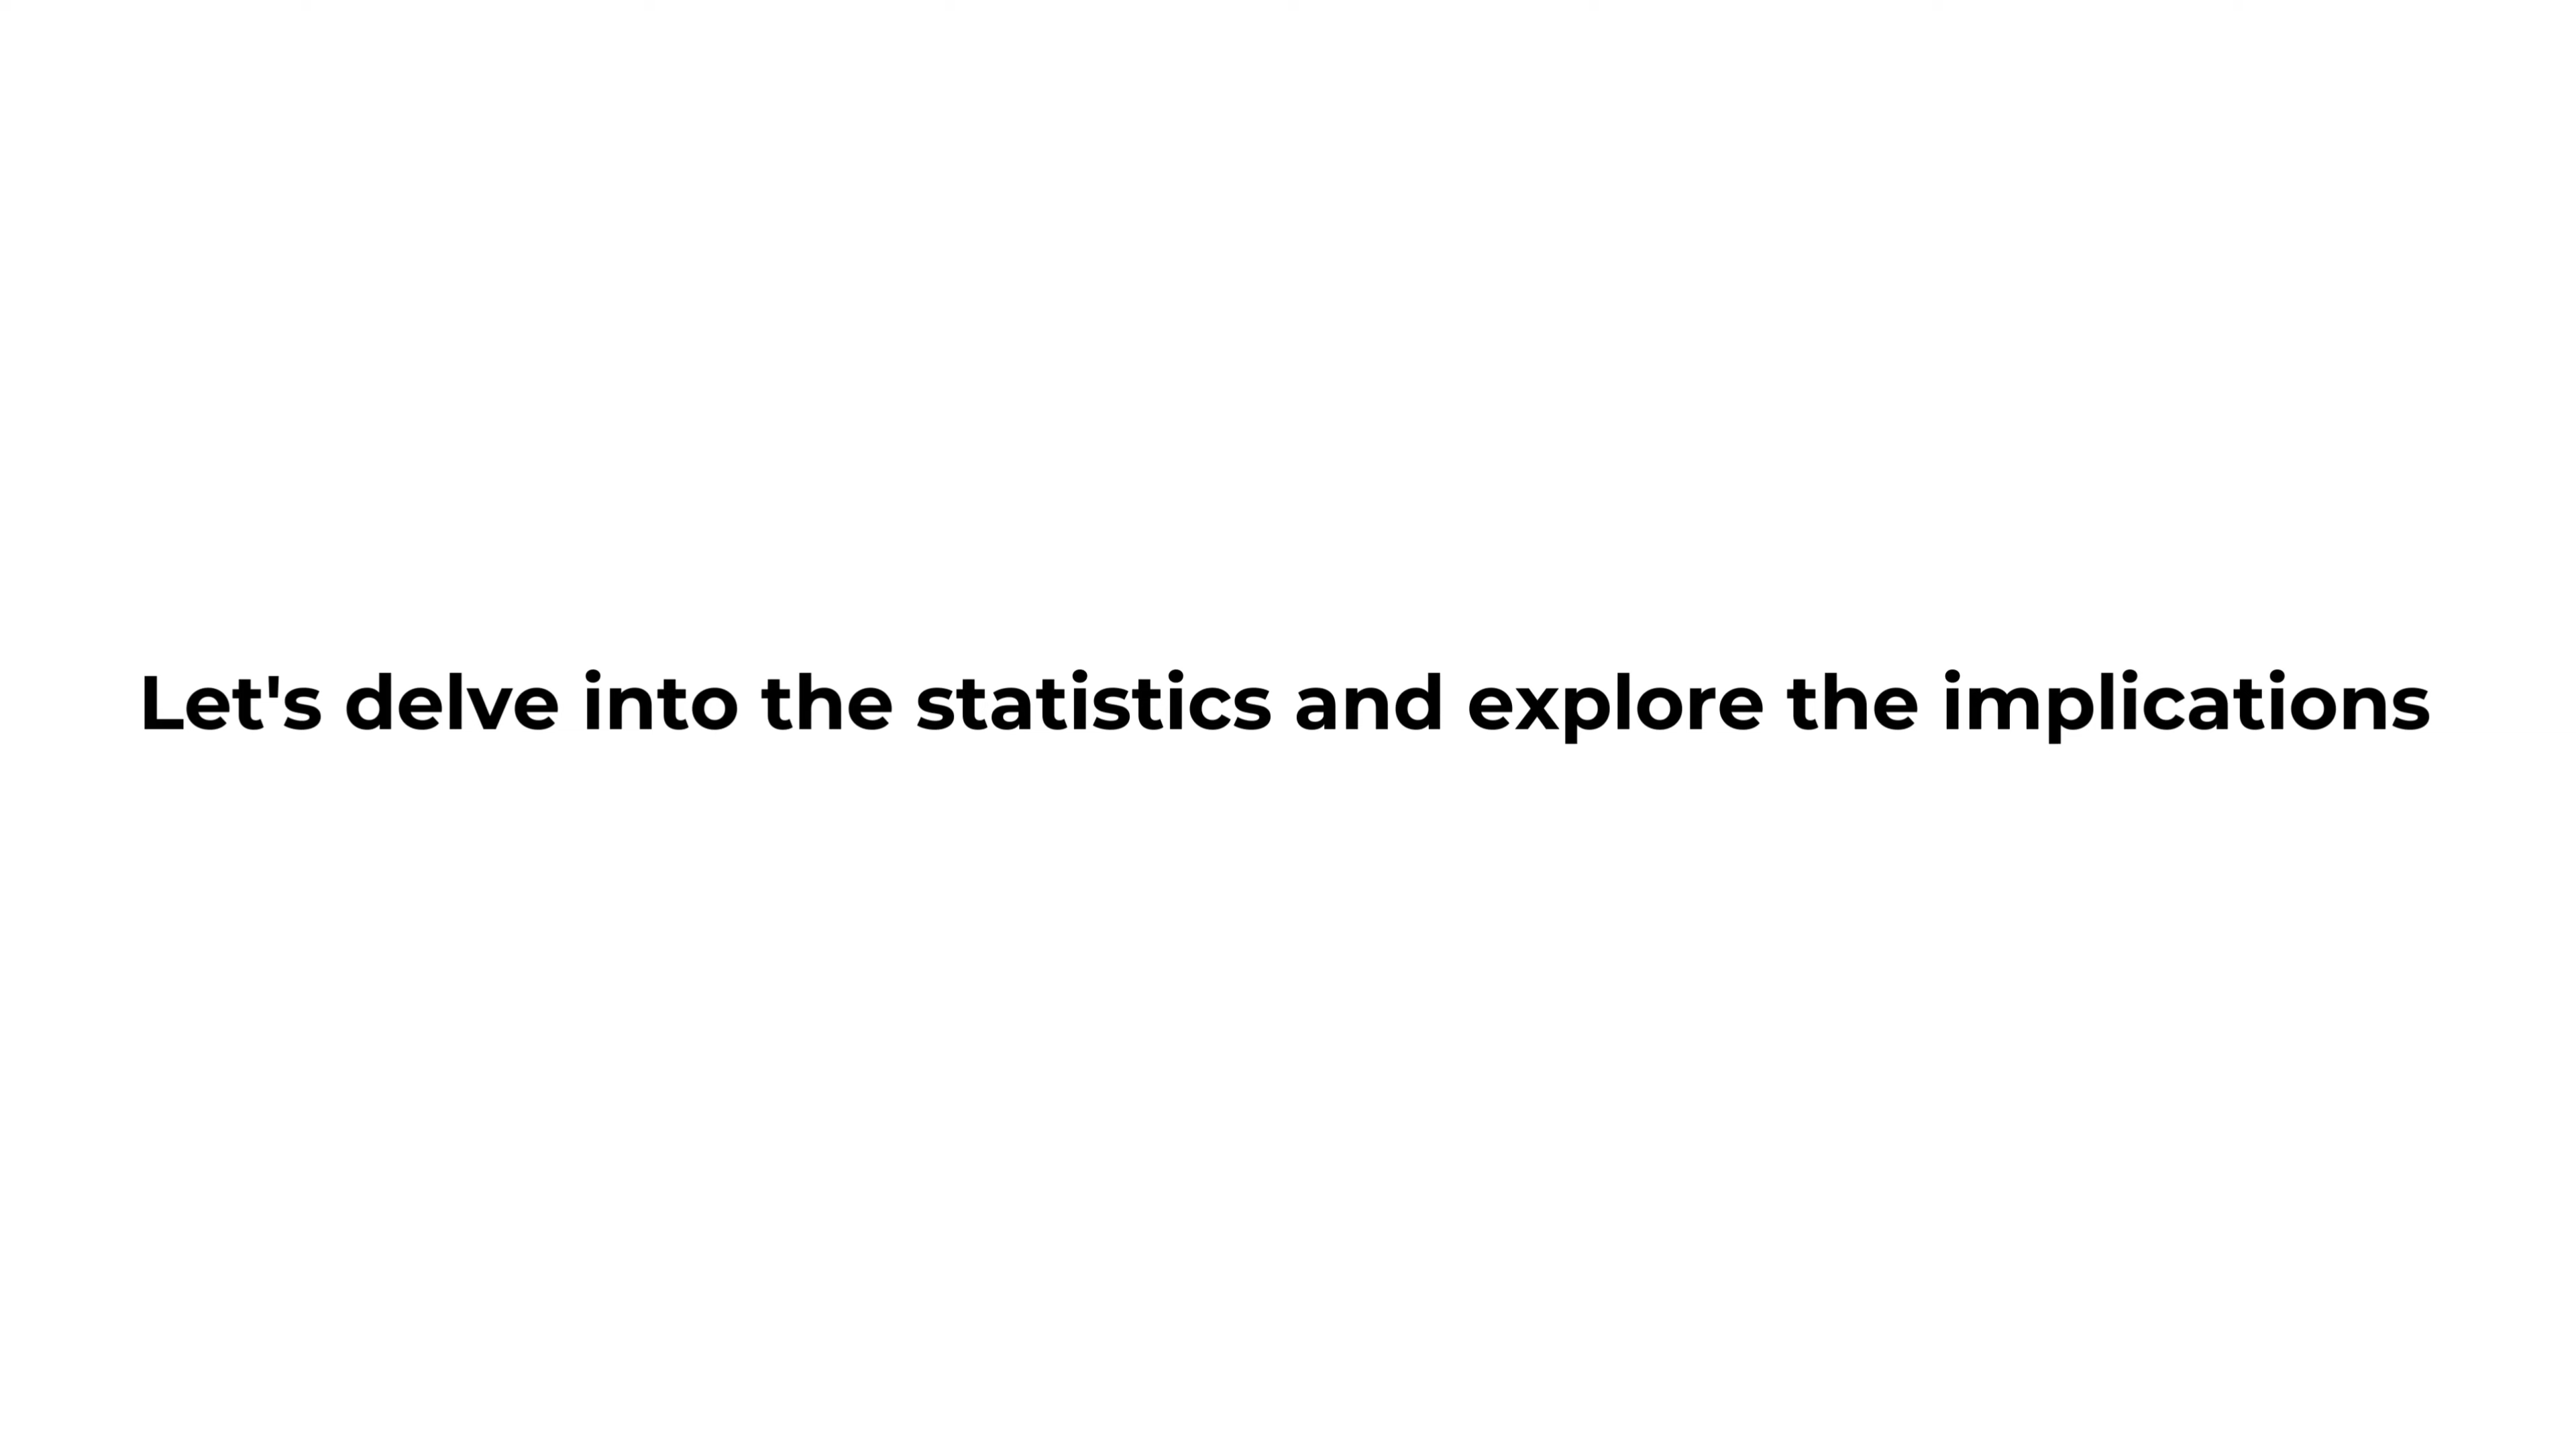 Let's delve into the statistics and explore the implications